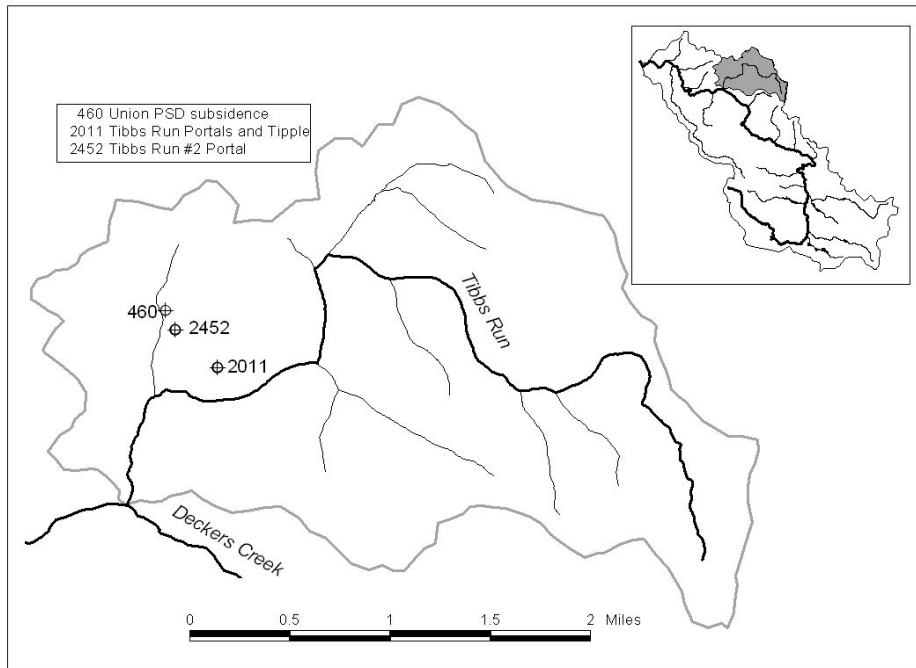 460 Union PSD subsidence
2011 Tibbs Run Portals and Tipple
2452 Tibbs Run #2 Portal
Tibbs Run
460
2452
2011
Deckers Creek
0 0.5 1 1.5 2 Miles